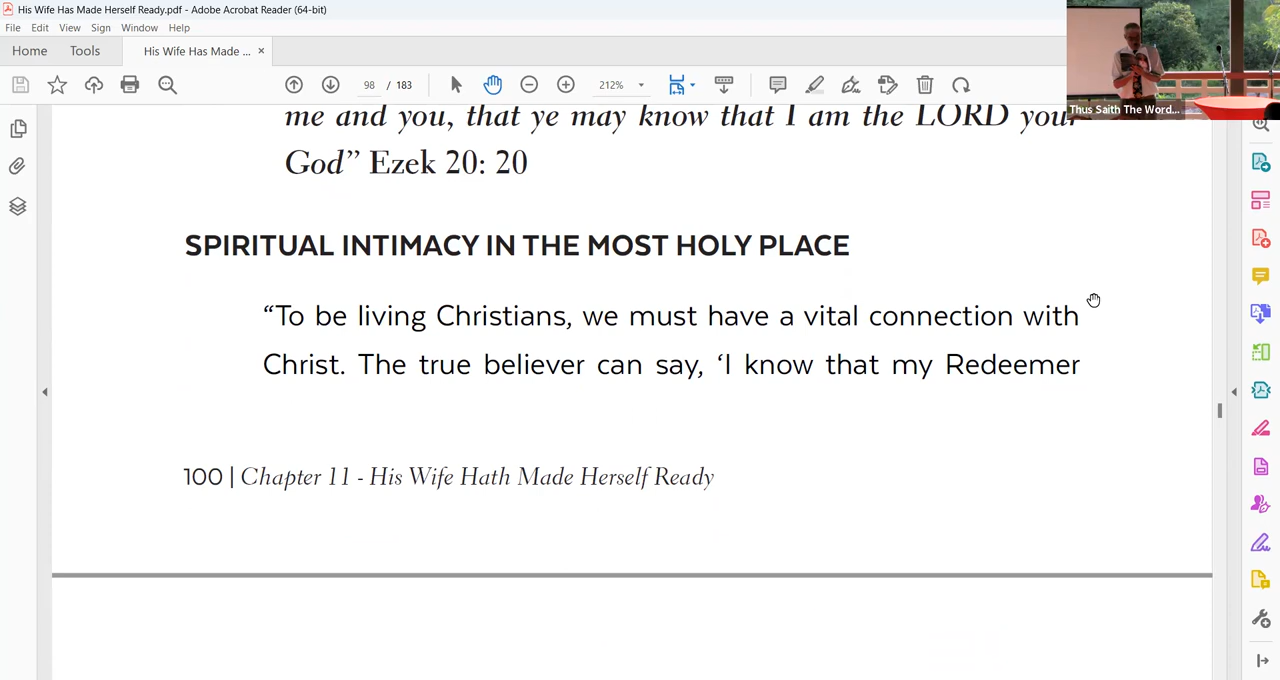 His Wife Has Made Herself Ready.pdf - Adobe Acrobat Reader (64-bit)
File Edit View Sign Window Help
Home Tools His Wife Has Made ... ×
98 / 183 212%
Thus Saith The Word...
me and you, that ye may know that I am the LORD your
God” Ezek 20: 20
SPIRITUAL INTIMACY IN THE MOST HOLY PLACE
“To be living Christians, we must have a vital connection with
Christ. The true believer can say, ‘I know that my Redeemer
100 | Chapter 11 - His Wife Hath Made Herself Ready